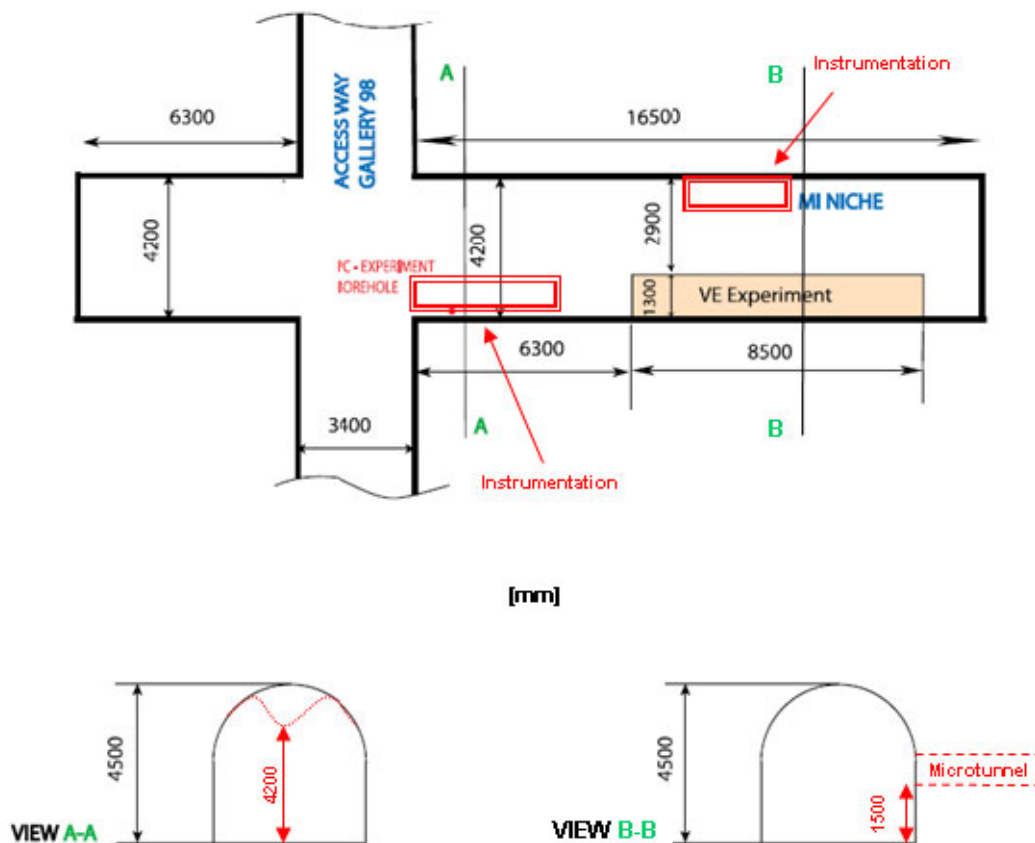 A
B
Instrumentation
6300
ACCESS WAY
GALLERY 98
16500
4200
4200
2900
MI NICHE
PC - EXPERIMENT
BOREHOLE
1300
VE Experiment
6300
8500
3400
A
B
Instrumentation
[mm]
4500
4200
VIEW A-A
4500
1500
Microtunnel
VIEW B-B